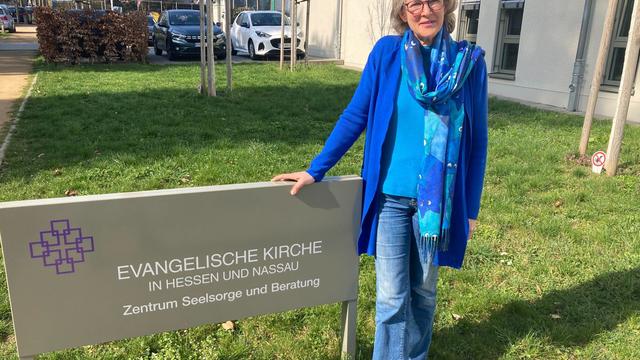 EVANGELISCHE KIRCHE
IN HESSEN UND NASSAU
Zentrum Seelsorge und Beratung